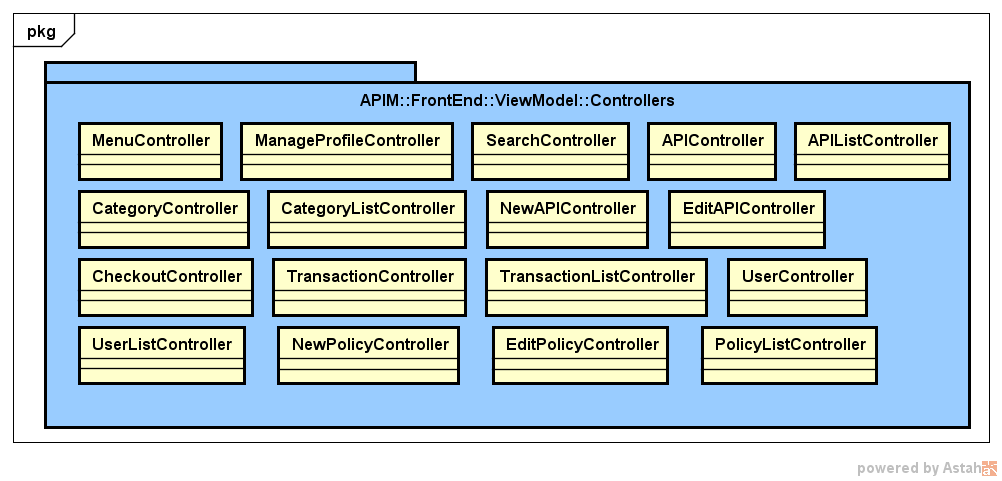 pkg
APIM::FrontEnd::ViewModel::Controllers
MenuController ManageProfileController SearchController APIController APIListController
CategoryController CategoryListController NewAPIController EditAPIController
CheckoutController TransactionController TransactionListController UserController
UserListController NewPolicyController EditPolicyController PolicyListController
powered by Astah